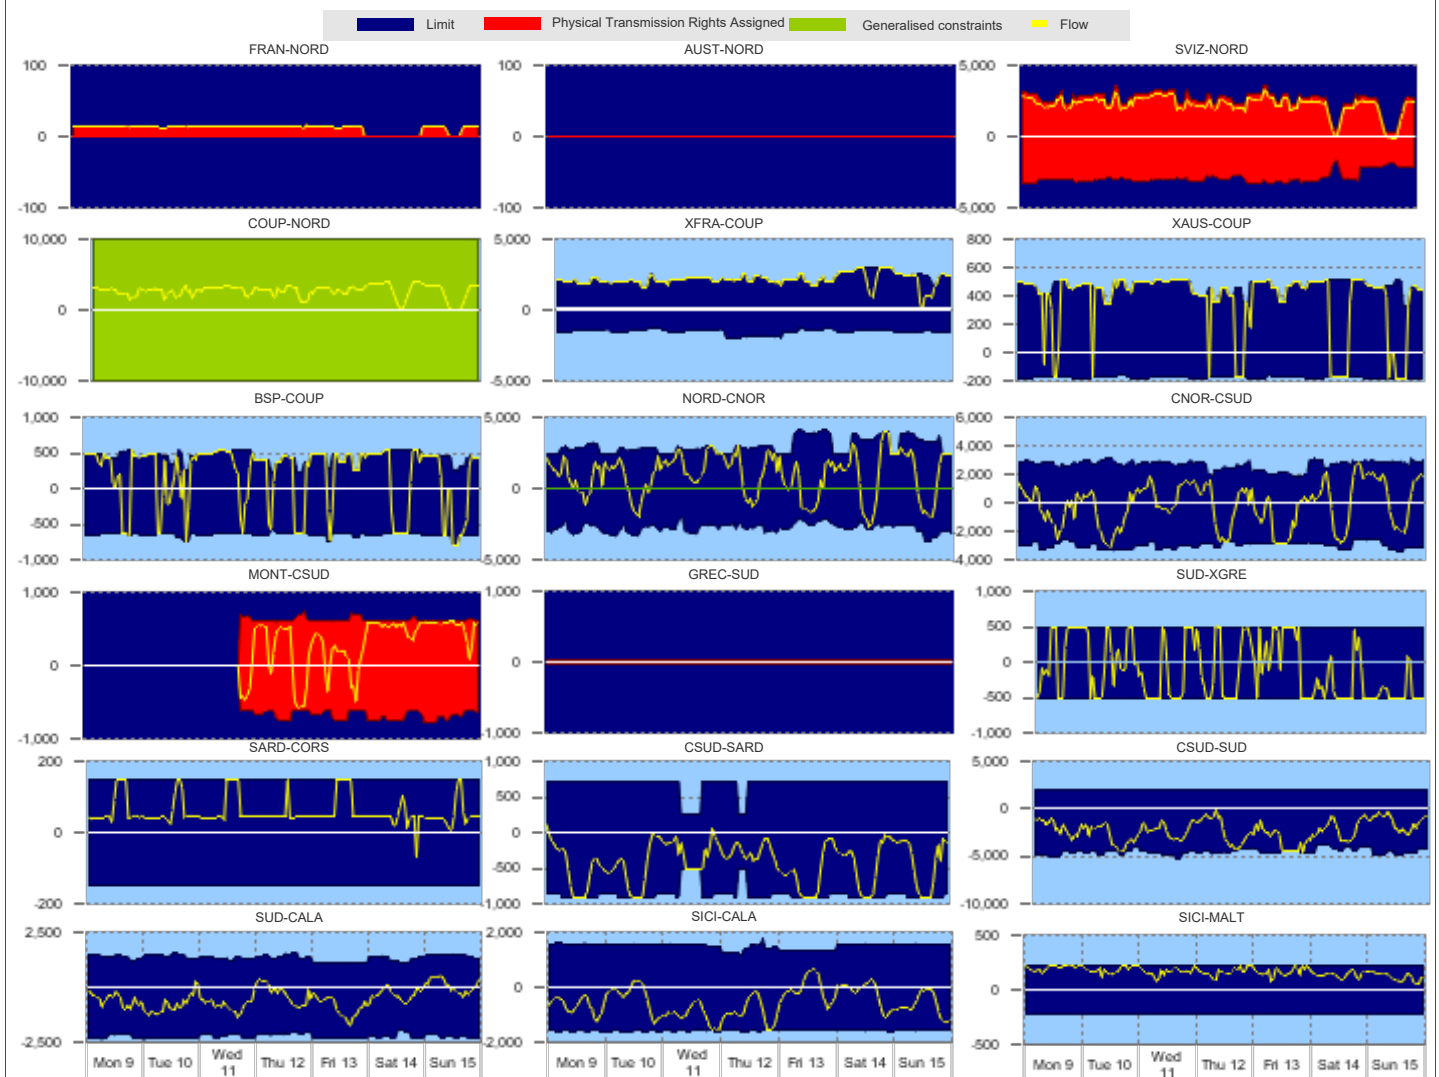 Limit Physical Transmission Rights Assigned Generalised constraints Flow
FRAN-NORD AUST-NORD SVIZ-NORD
100 100 5,000
0 0 0
-100 -100 -5,000
COUP-NORD XFRA-COUP XAUS-COUP
10,000 5,000 800
600
400
0 0 200
0
-10,000 -5,000 -200
BSP-COUP NORD-CNOR CNOR-CSUD
1,000 5,000 6,000
500 4,000
2,000
0 0 0
-500 -2,000
-1,000 -5,000 -4,000
MONT-CSUD GREC-SUD SUD-XGRE
1,000 1,000 1,000
500
0 0 0
-500
-1,000 -1,000 -1,000
SARD-CORS CSUD-SARD CSUD-SUD
200 1,000 5,000
500
0 0 0
-500 -5,000
-200 -1,000 -10,000
SUD-CALA SICI-CALA SICI-MALT
2,500 2,000 500
0 0 0
-2,500 -2,000 -500
Mon 9 Tue 10 Wed 11 Thu 12 Fri 13 Sat 14 Sun 15 Mon 9 Tue 10 Wed 11 Thu 12 Fri 13 Sat 14 Sun 15 Mon 9 Tue 10 Wed 11 Thu 12 Fri 13 Sat 14 Sun 15